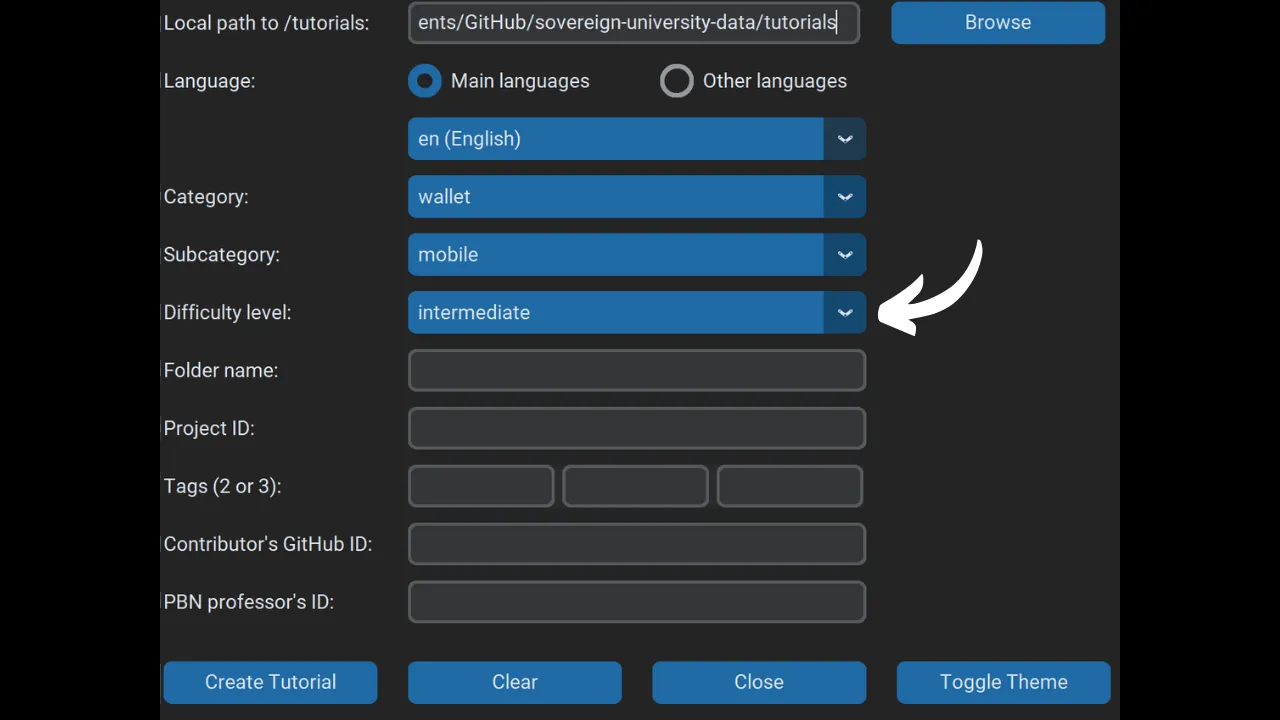 Local path to /tutorials: ents/GitHub/sovereign-university-data/tutorials Browse
Language: Main languages Other languages
en (English)
Category: wallet
Subcategory: mobile
Difficulty level: intermediate
Folder name:
Project ID:
Tags (2 or 3):
Contributor's GitHub ID:
PBN professor's ID:
Create Tutorial Clear Close Toggle Theme